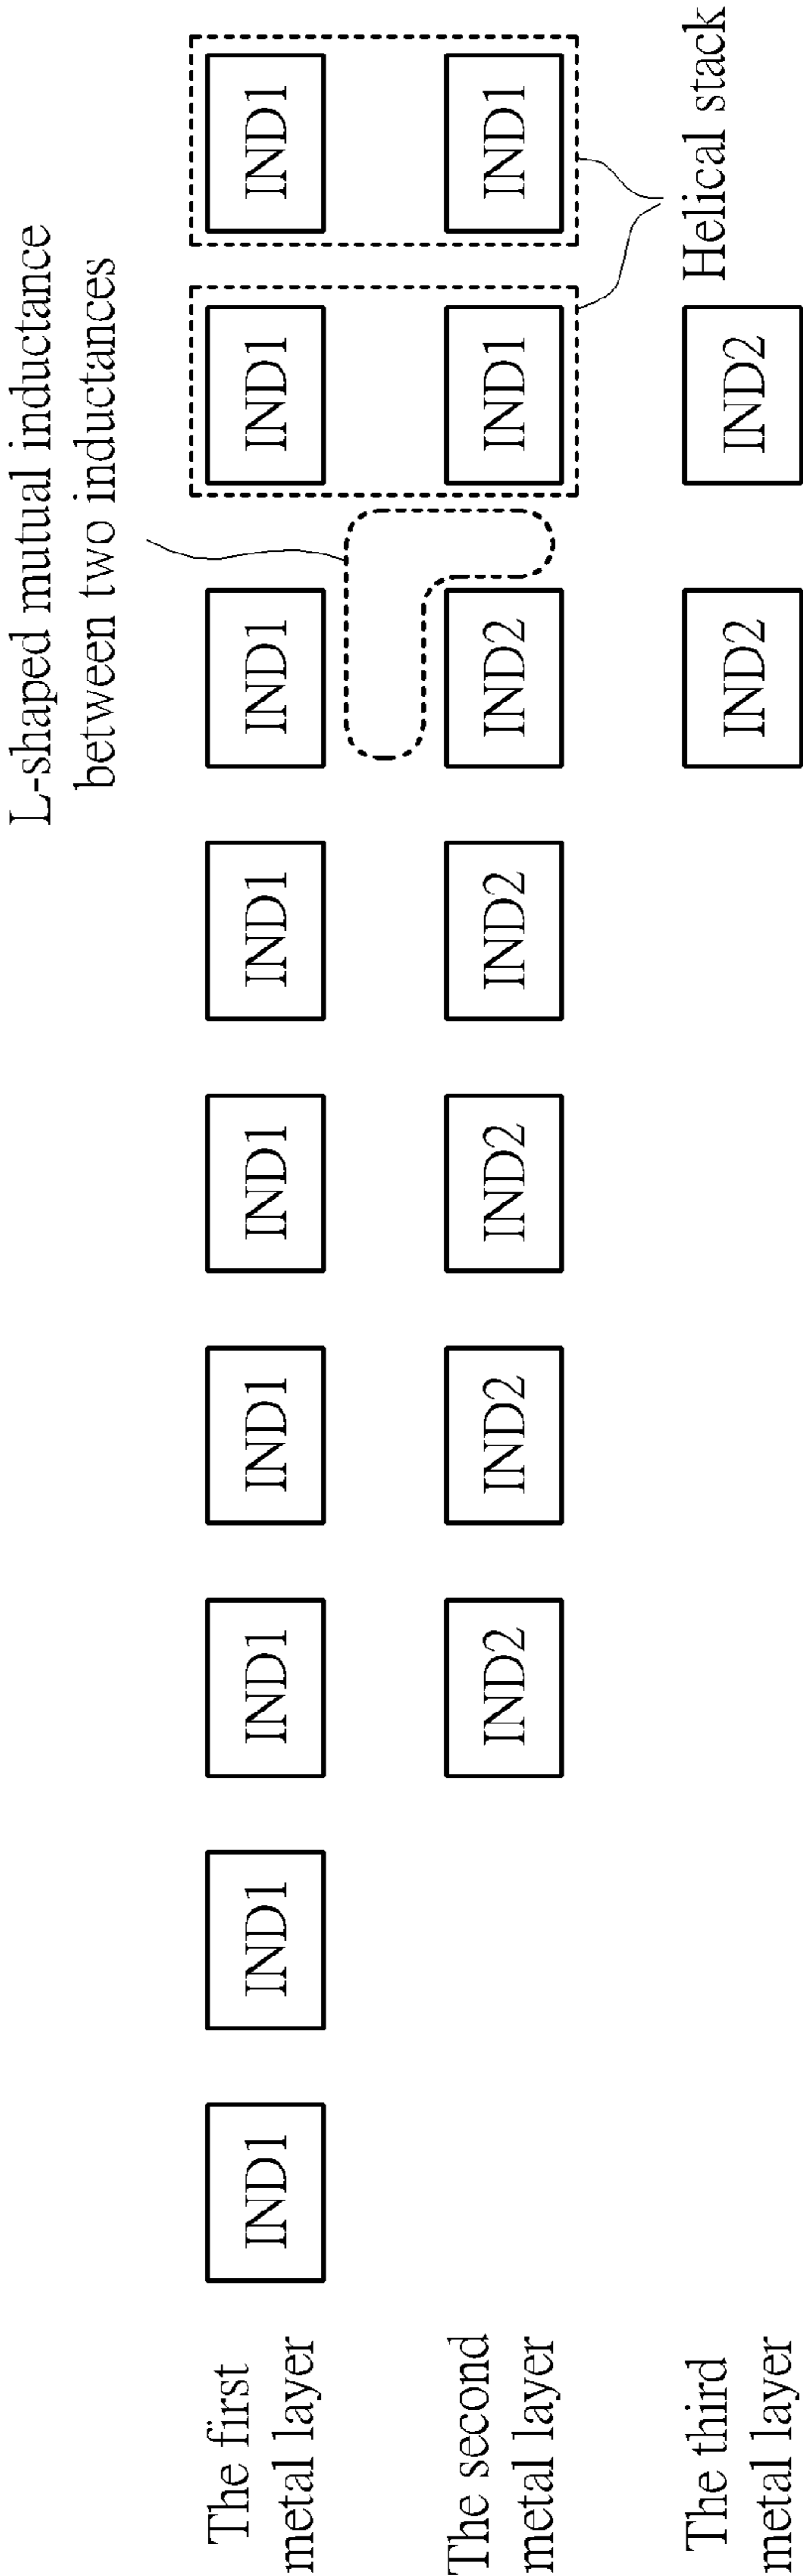 L-shaped mutual inductance
between two inductances
The first
metal layer
IND1 IND1 IND1 IND1 IND1 IND1 IND1 IND1 IND1
The second
metal layer
IND2 IND2 IND2 IND2 IND2 IND1 IND1
The third
metal layer
IND2 IND2
Helical stack